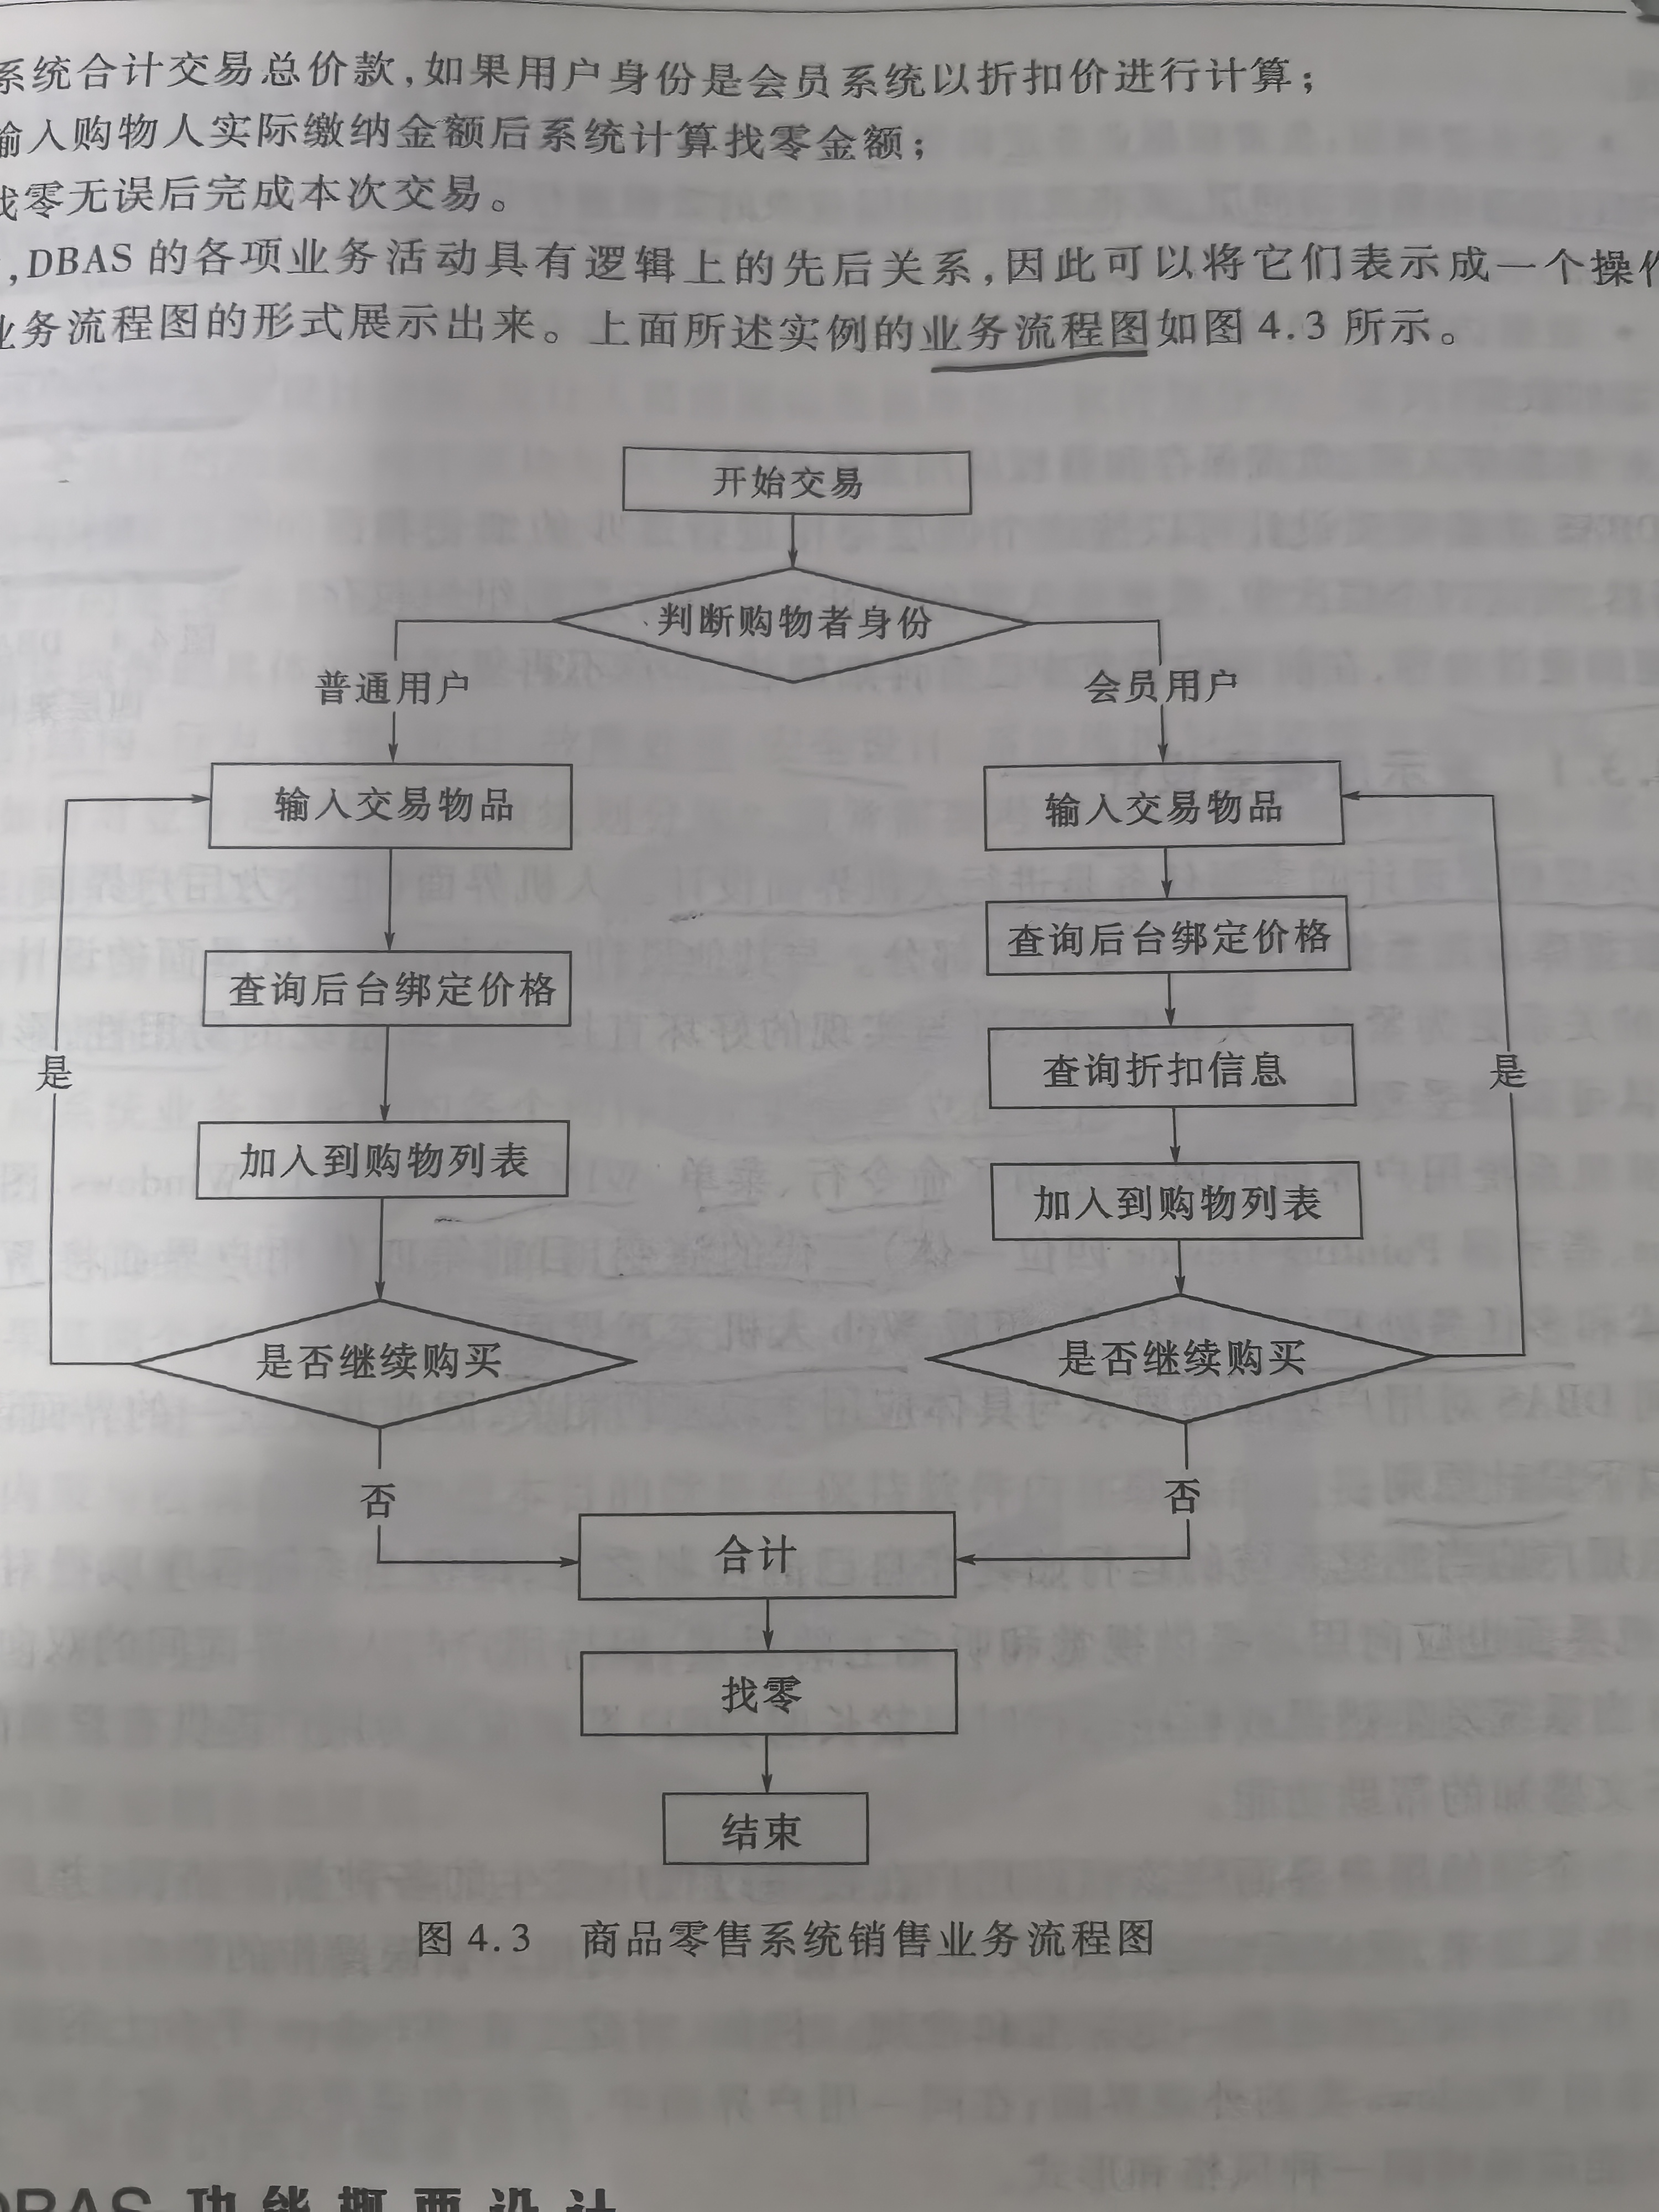 系统合计交易总价款,如果用户身份是会员系统以折扣价进行计算;
输入购物人实际缴纳金额后系统计算找零金额;
找零无误后完成本次交易。
,DBAS 的各项业务活动具有逻辑上的先后关系,因此可以将它们表示成一个操作
业务流程图的形式展示出来。上面所述实例的业务流程图如图 4.3 所示。
开始交易
判断购物者身份
普通用户
会员用户
输入交易物品
输入交易物品
查询后台绑定价格
查询后台绑定价格
是
查询折扣信息
是
加入到购物列表
加入到购物列表
是否继续购买
是否继续购买
否
否
合计
找零
结束
图 4.3 商品零售系统销售业务流程图
DBAS 功能概要设计